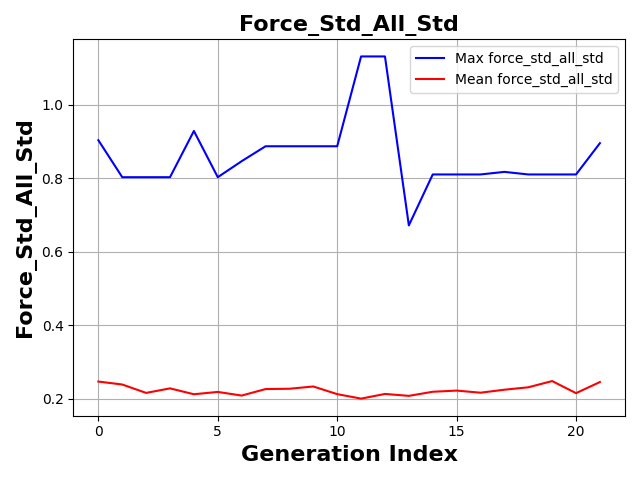 Force_Std_All_Std
Max force_std_all_std
Mean force_std_all_std
Force_Std_All_Std
1.0
0.8
0.6
0.4
0.2
0 5 10 15 20
Generation Index